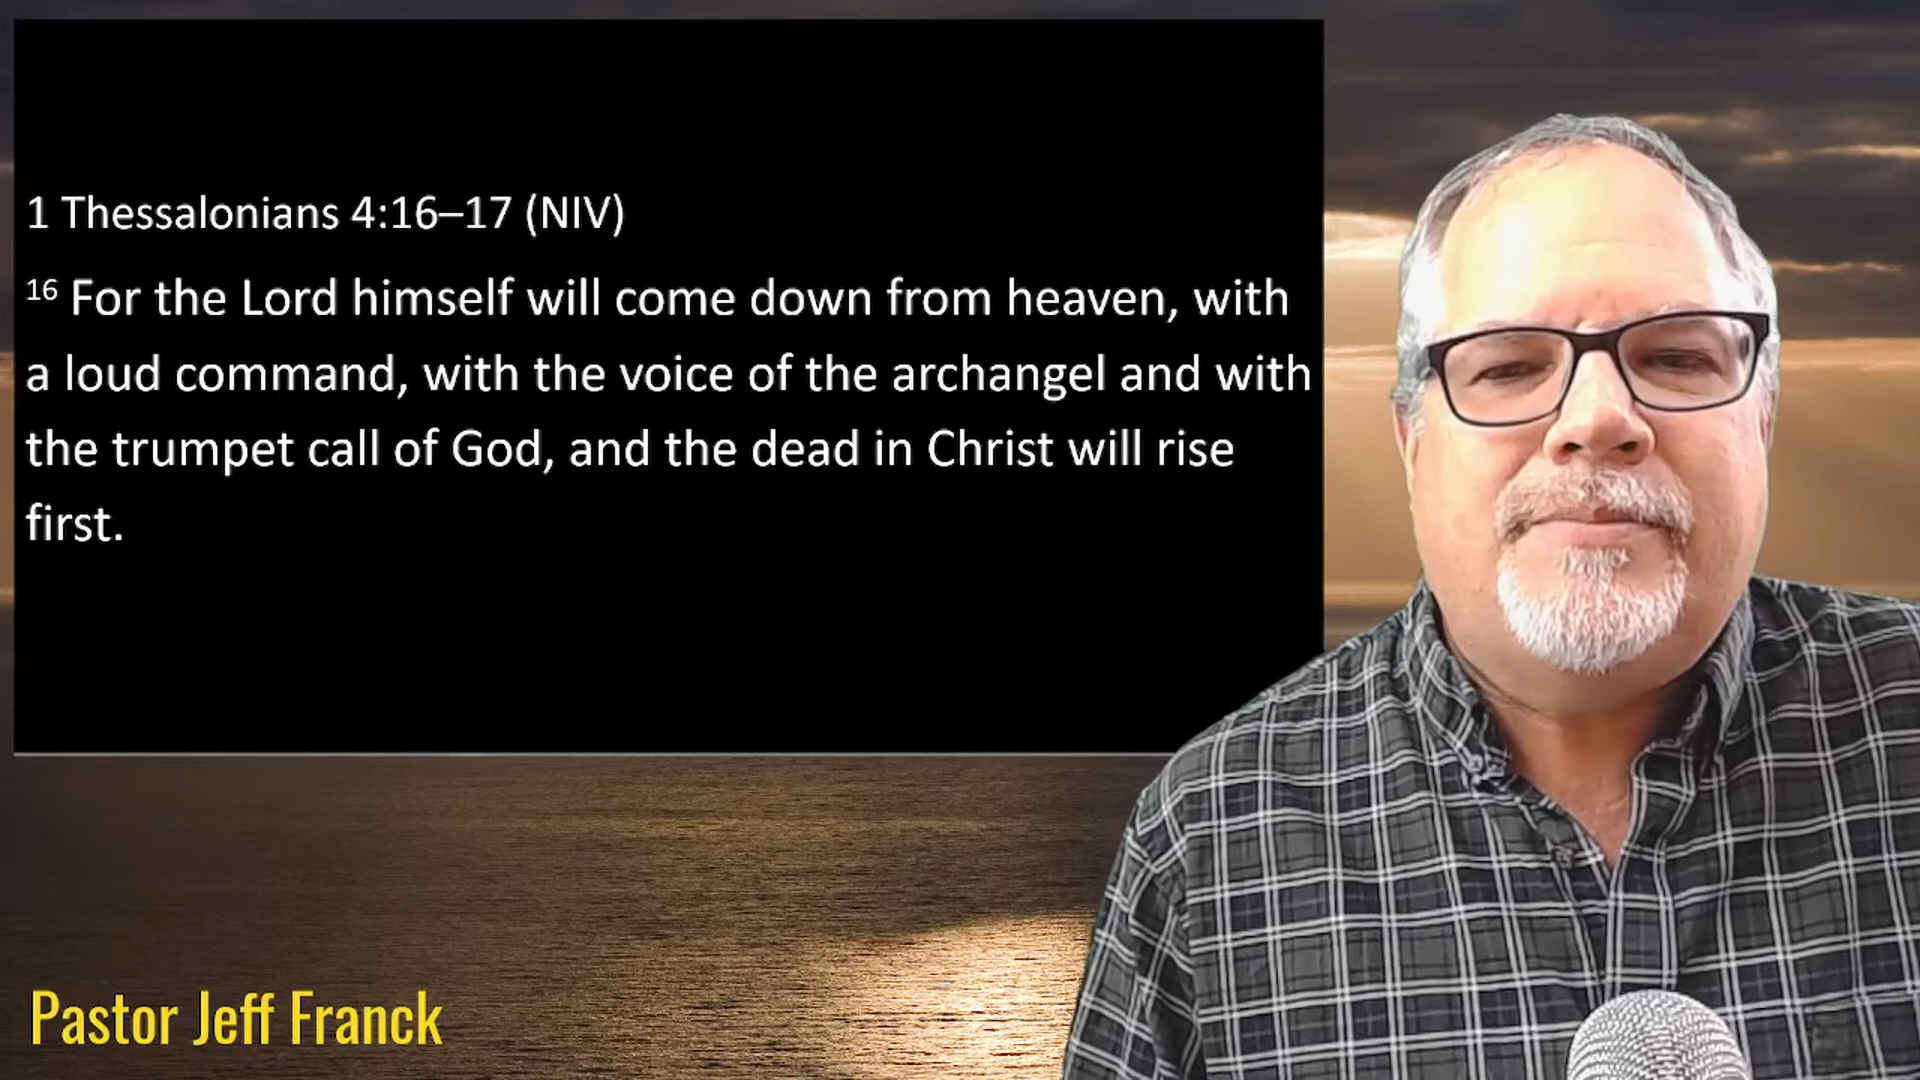 1 Thessalonians 4:16–17 (NIV)
16 For the Lord himself will come down from heaven, with
a loud command, with the voice of the archangel and with
the trumpet call of God, and the dead in Christ will rise
first.
Pastor Jeff Franck